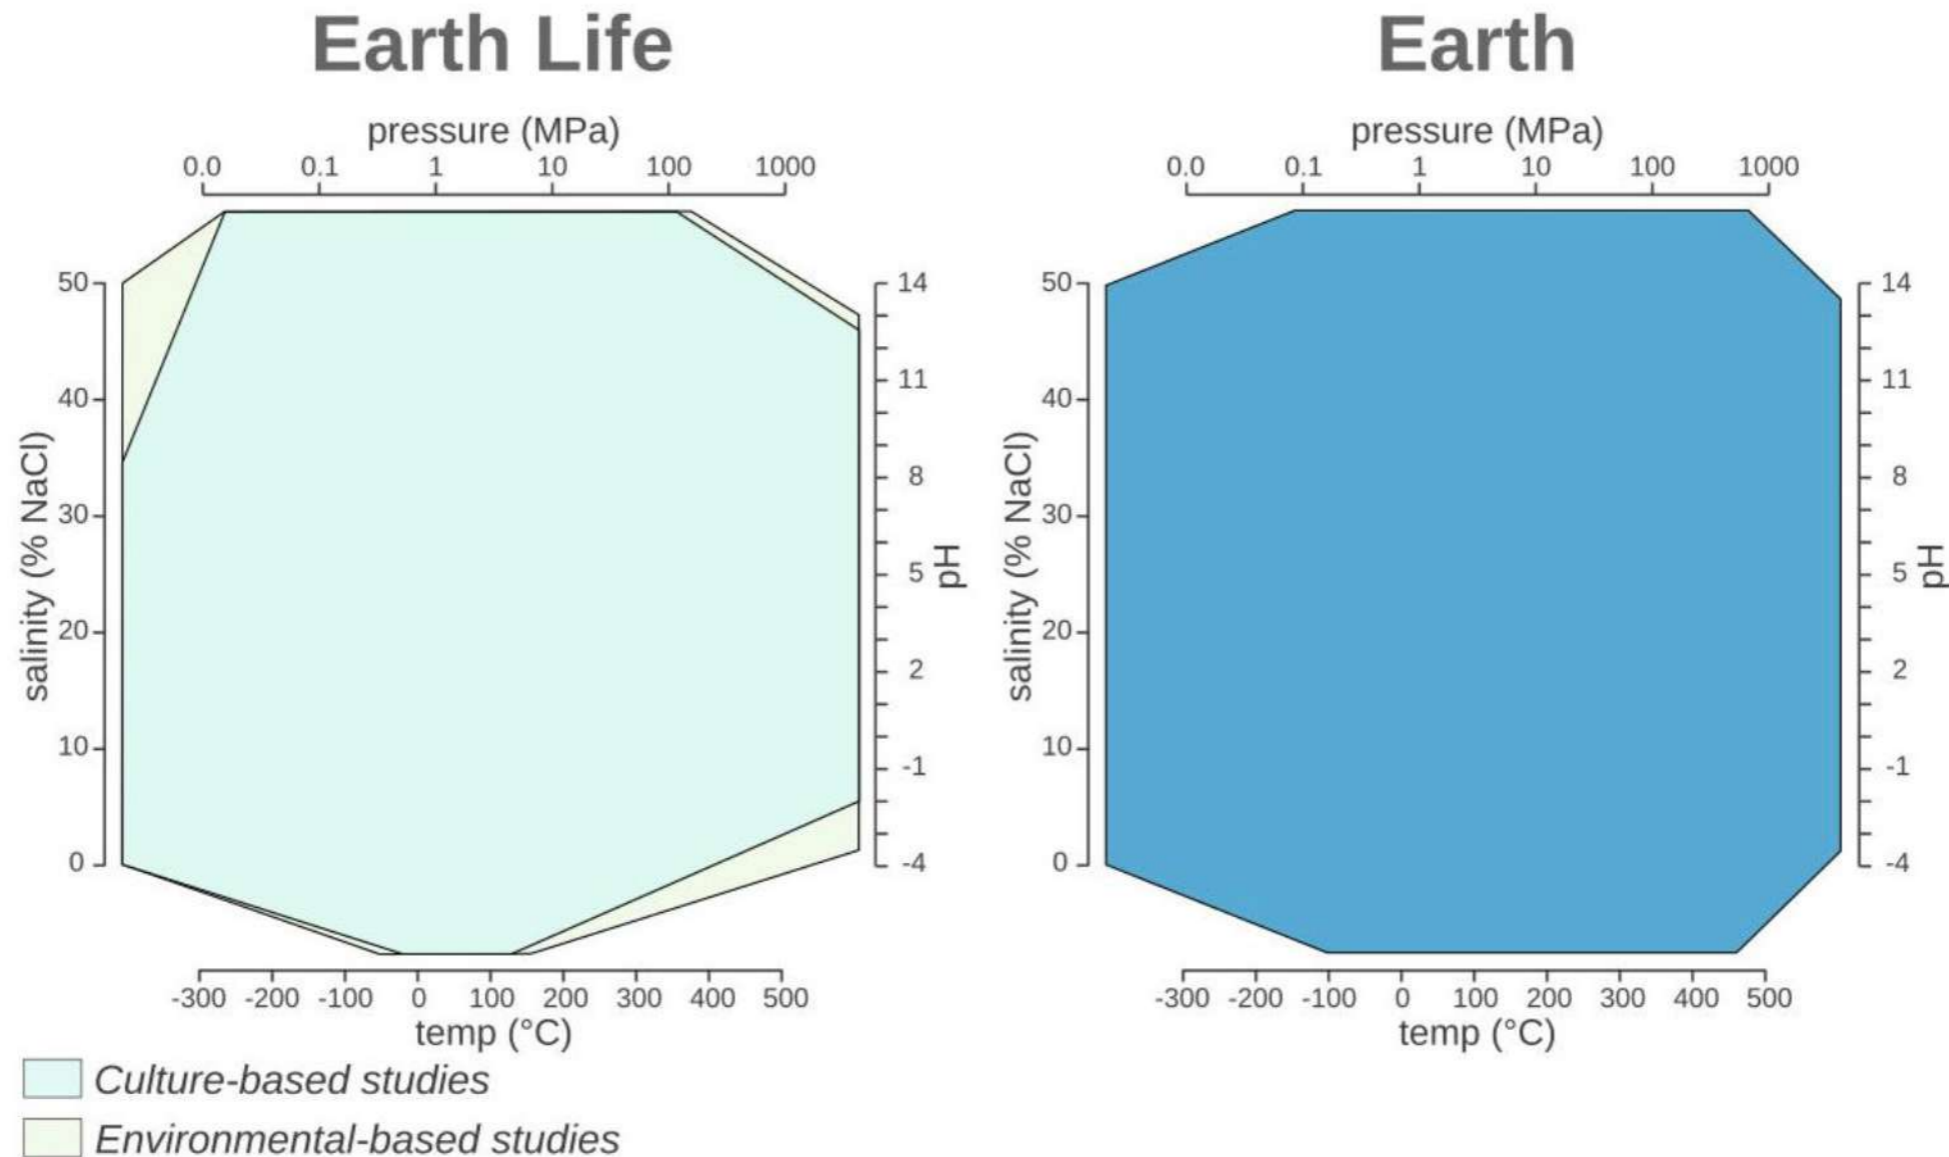 Earth Life
pressure (MPa)
0.0 0.1 1 10 100 1000
salinity (% NaCl)
50
40
30
20
10
0
14
11
8
5
2
-1
-4
pH
-300 -200 -100 0 100 200 300 400 500
temp (°C)
Culture-based studies
Environmental-based studies
Earth
pressure (MPa)
0.0 0.1 1 10 100 1000
salinity (% NaCl)
50
40
30
20
10
0
14
11
8
5
2
-1
-4
pH
-300 -200 -100 0 100 200 300 400 500
temp (°C)